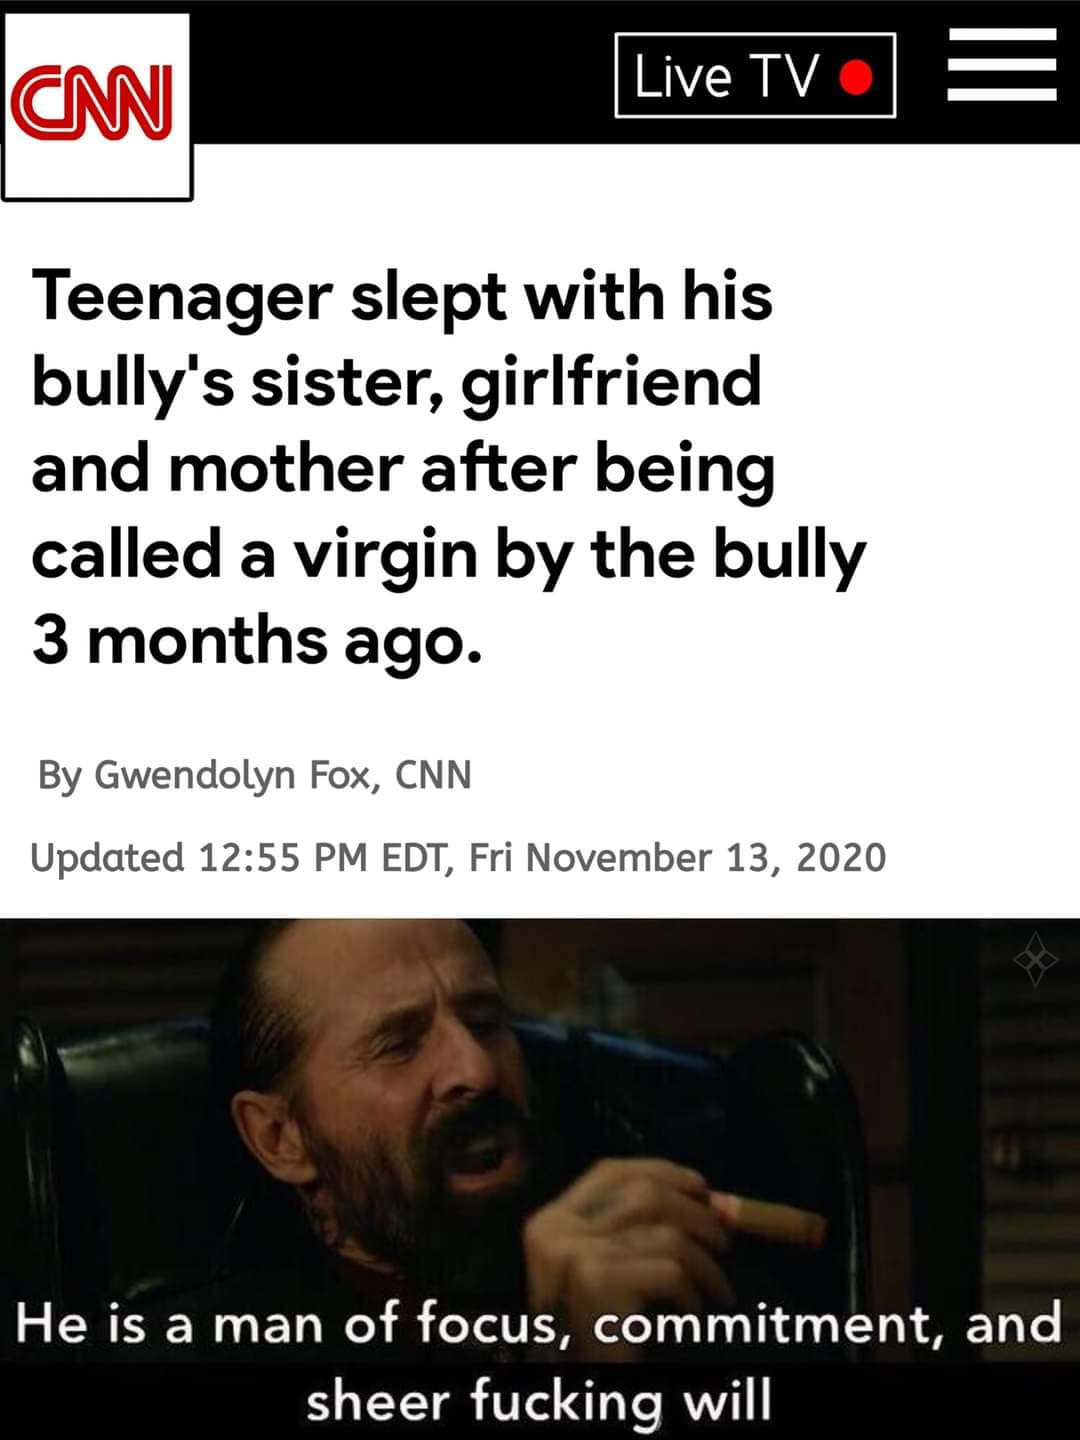 CNN
Live TV
Teenager slept with his
bully's sister, girlfriend
and mother after being
called a virgin by the bully
3 months ago.
By Gwendolyn Fox, CNN
Updated 12:55 PM EDT, Fri November 13, 2020
He is a man of focus, commitment, and
sheer fucking will